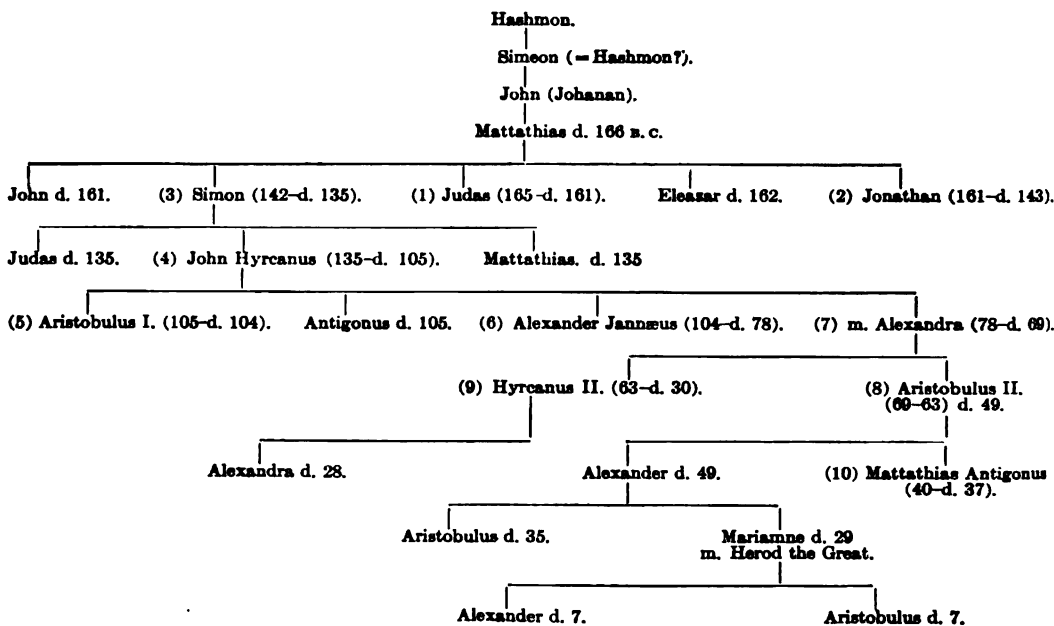 Hashmon.
Simeon (=Hashmon?).
John (Johanan).
Mattathias d. 166 B. C.
John d. 161. (3) Simon (142–d. 135). (1) Judas (165–d. 161). Eleasar d. 162. (2) Jonathan (161–d. 143).
Judas d. 135. (4) John Hyrcanus (135–d. 105). Mattathias. d. 135
(5) Aristobulus I. (105–d. 104). Antigonus d. 105. (6) Alexander Jannæus (104–d. 78). (7) m. Alexandra (78–d. 69).
(9) Hyrcanus II. (63–d. 30). (8) Aristobulus II.
(69–63) d. 49.
Alexandra d. 28. Alexander d. 49. (10) Mattathias Antigonus
(40–d. 37).
Aristobulus d. 35. Mariamne d. 29
m. Herod the Great.
Alexander d. 7. Aristobulus d. 7.